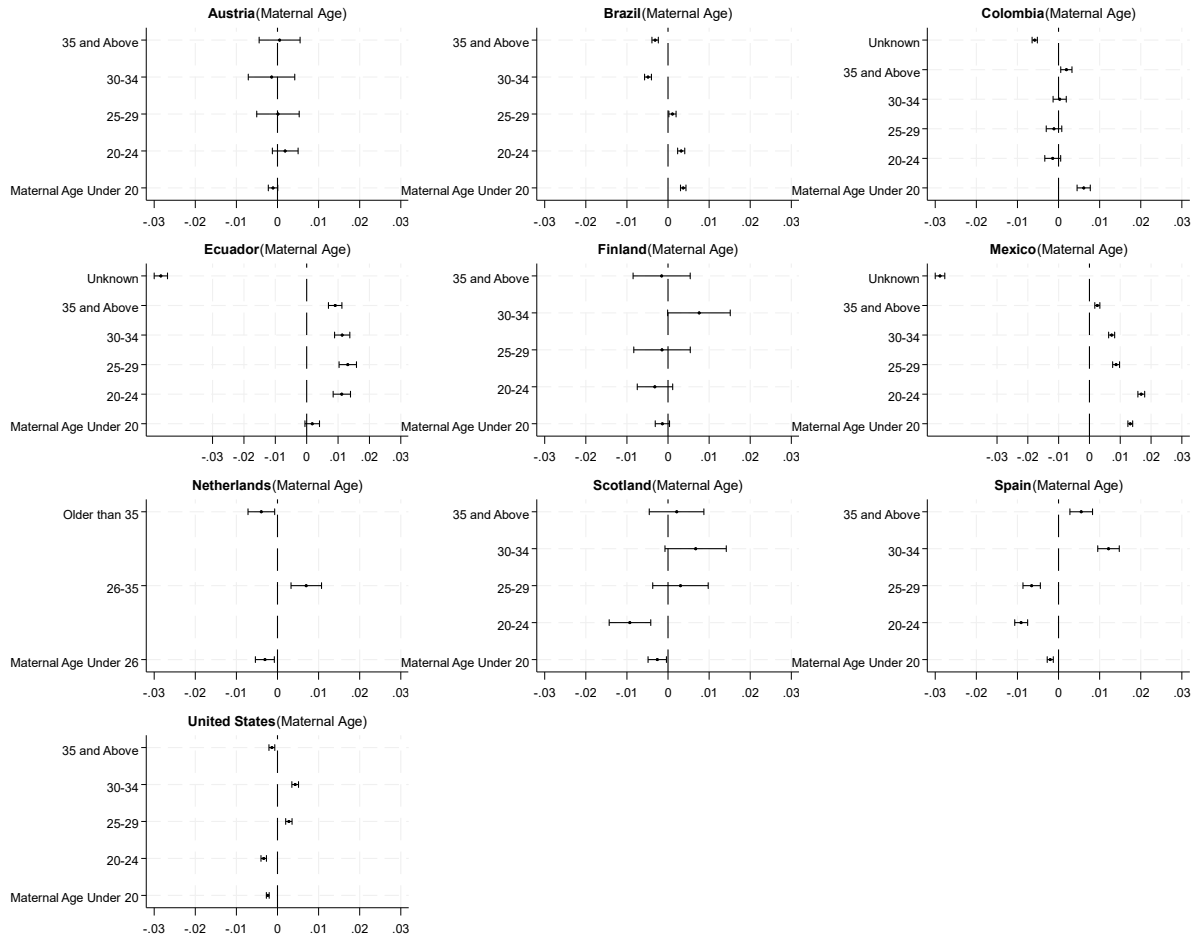 Austria(Maternal Age)
35 and Above
30-34
25-29
20-24
Maternal Age Under 20
-.03 -.02 -.01 0 .01 .02 .03
Brazil(Maternal Age)
35 and Above
30-34
25-29
20-24
Maternal Age Under 20
-.03 -.02 -.01 0 .01 .02 .03
Colombia(Maternal Age)
Unknown
35 and Above
30-34
25-29
20-24
Maternal Age Under 20
-.03 -.02 -.01 0 .01 .02 .03
Ecuador(Maternal Age)
Unknown
35 and Above
30-34
25-29
20-24
Maternal Age Under 20
-.03 -.02 -.01 0 .01 .02 .03
Finland(Maternal Age)
35 and Above
30-34
25-29
20-24
Maternal Age Under 20
-.03 -.02 -.01 0 .01 .02 .03
Mexico(Maternal Age)
Unknown
35 and Above
30-34
25-29
20-24
Maternal Age Under 20
-.03 -.02 -.01 0 .01 .02 .03
Netherlands(Maternal Age)
Older than 35
26-35
Maternal Age Under 26
-.03 -.02 -.01 0 .01 .02 .03
Scotland(Maternal Age)
35 and Above
30-34
25-29
20-24
Maternal Age Under 20
-.03 -.02 -.01 0 .01 .02 .03
Spain(Maternal Age)
35 and Above
30-34
25-29
20-24
Maternal Age Under 20
-.03 -.02 -.01 0 .01 .02 .03
United States(Maternal Age)
35 and Above
30-34
25-29
20-24
Maternal Age Under 20
-.03 -.02 -.01 0 .01 .02 .03